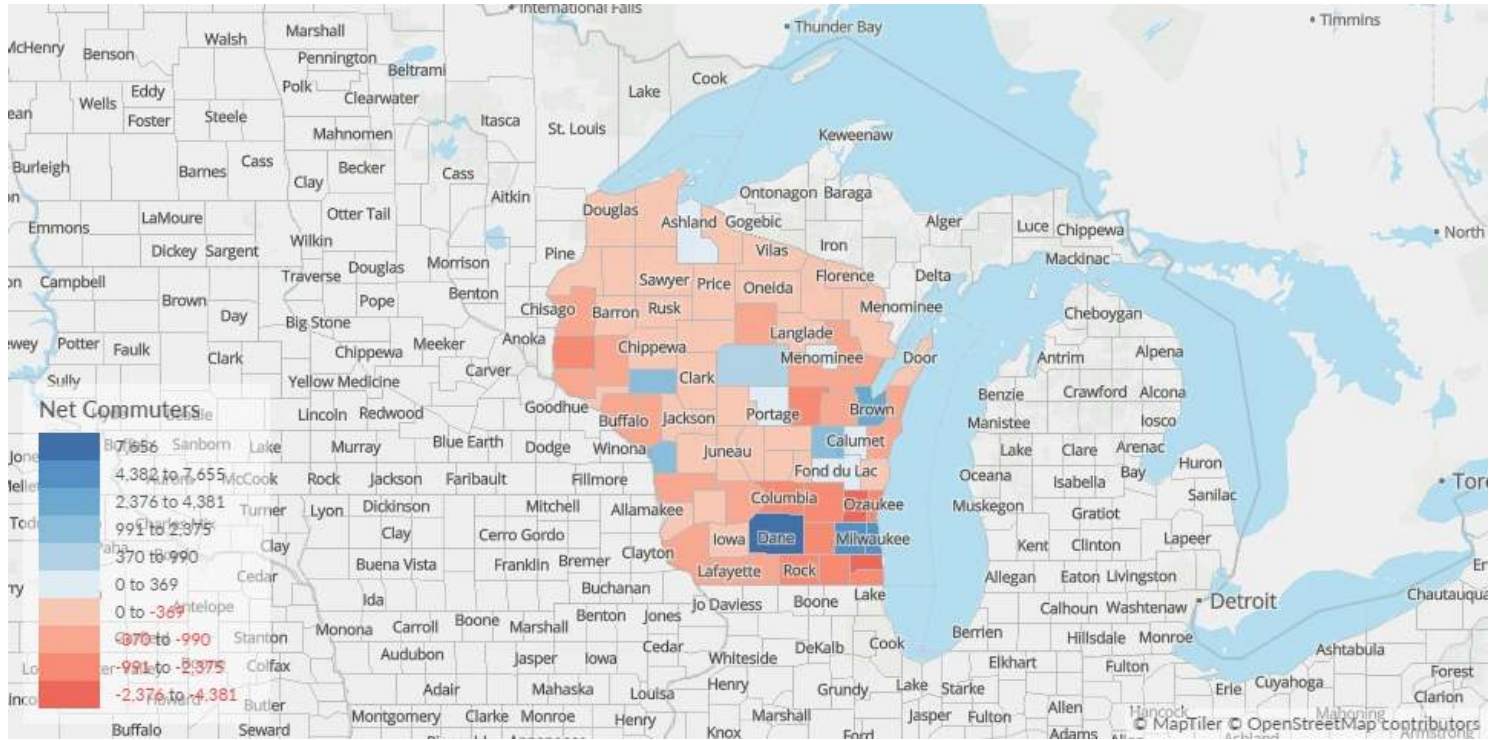 International Falls
Thunder Bay
Timmins
McHenry
Benson
Walsh
Marshall
Pennington
Beltrami
Polk
Clearwater
Eddy
Wells
Foster
Steele
Mahnomen
Itasca
St. Louis
Lake
Cook
Keweenaw
Burleigh
Barnes
Cass
Clay
Becker
Cass
Aitkin
Ontonagon
Baraga
Emmons
LaMoure
Otter Tail
Douglas
Ashland
Gogebic
Alger
Luce
Chippewa
Dickey
Sargent
Wilkin
Pine
Vilas
Iron
Mackinac
North
Campbell
Traverse
Douglas
Morrison
Sawyer
Price
Oneida
Florence
Delta
Brown
Pope
Benton
Chisago
Barron
Rusk
Menominee
Cheboygan
Day
Big Stone
Anoka
Langlade
Potter
Faulk
Clark
Chippewa
Meeker
Chippewa
Menominee
Door
Antrim
Alpena
Sully
Yellow Medicine
Carver
Clark
Benzie
Crawford
Alcona
Net Commuters
Lincoln
Redwood
Goodhue
Buffalo
Jackson
Portage
Brown
Manistee
Iosco
7,656
Sanborn
Lake
Murray
Blue Earth
Dodge
Winona
Juneau
Calumet
Lake
Clare
Arenac
4,382 to 7,655
McCook
Rock
Jackson
Faribault
Fillmore
Fond du Lac
Oceana
Isabella
Bay
Huron
2,376 to 4,381
Turner
Lyon
Dickinson
Mitchell
Allamakee
Columbia
Ozaukee
Muskegon
Gratiot
Sanilac
991 to 2,375
Clay
Clay
Cerro Gordo
Clayton
Iowa
Dane
Milwaukee
Kent
Clinton
Lapeer
370 to 990
Cedar
Buena Vista
Franklin
Bremer
Lafayette
Rock
Allegan
Eaton
Livingston
0 to 369
Buchanan
0 to -369
Antelope
Ida
Jo Daviess
Boone
Lake
Calhoun
Washtenaw
Detroit
Chautauqua
-370 to -990
Stanton
Monona
Carroll
Boone
Marshall
Benton
Jones
Berrien
Hillsdale
Monroe
-991 to -2,375
Colfax
Audubon
Jasper
Iowa
Cedar
Whiteside
DeKalb
Cook
Elkhart
Fulton
Ashtabula
Forest
-2,376 to -4,381
Howard
Butler
Adair
Mahaska
Louisa
Henry
Grundy
Lake
Starke
Erie
Cuyahoga
Clarion
Buffalo
Seward
Montgomery
Clarke
Monroe
Henry
Knox
Marshall
Ford
Jasper
Fulton
Allen
Adams
Hancock
Mahoning
Armstrong
Ashland
© MapTiler © OpenStreetMap contributors